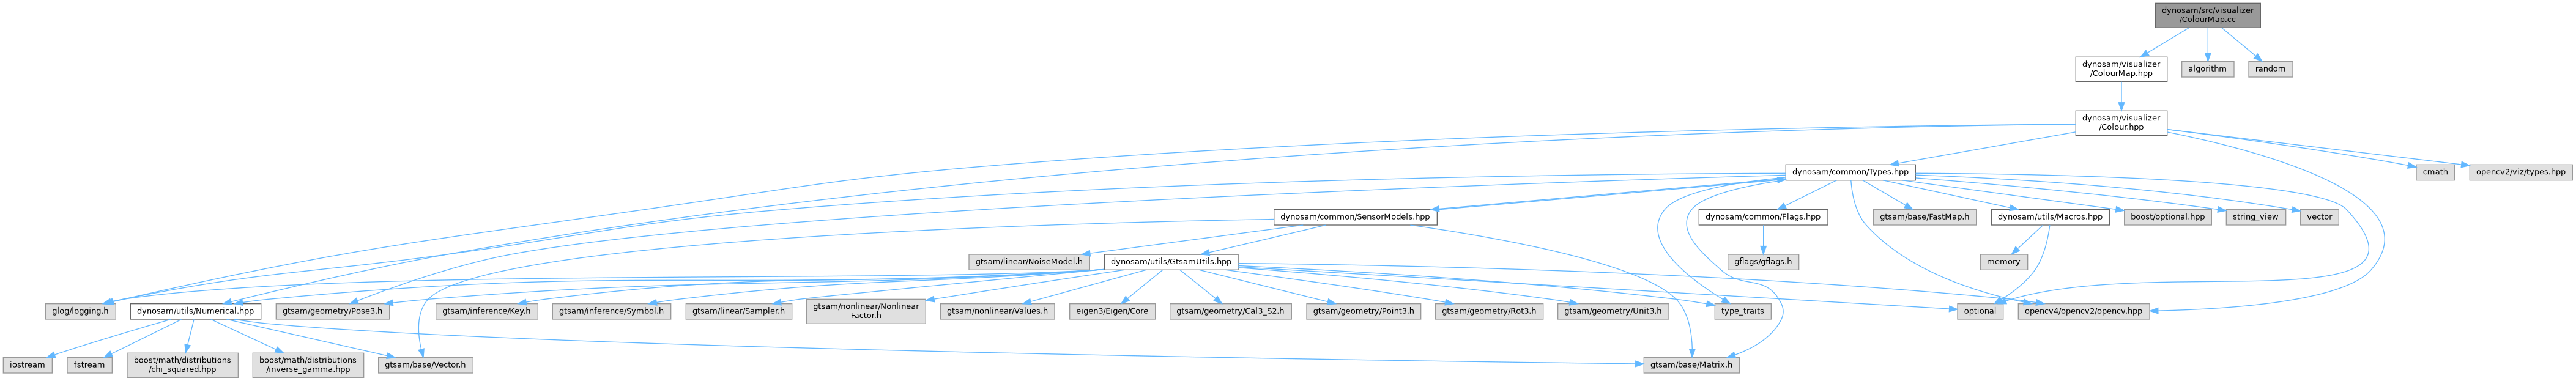 dynosam/src/visualizer
/ColourMap.cc
dynosam/visualizer
/ColourMap.hpp
algorithm
random
dynosam/visualizer
/Colour.hpp
dynosam/common/Types.hpp
cmath
opencv2/viz/types.hpp
dynosam/common/SensorModels.hpp
dynosam/common/Flags.hpp
gtsam/base/FastMap.h
dynosam/utils/Macros.hpp
boost/optional.hpp
string_view
vector
gtsam/linear/NoiseModel.h
dynosam/utils/GtsamUtils.hpp
gflags/gflags.h
memory
glog/logging.h
dynosam/utils/Numerical.hpp
gtsam/geometry/Pose3.h
gtsam/inference/Key.h
gtsam/inference/Symbol.h
gtsam/linear/Sampler.h
gtsam/nonlinear/Nonlinear
Factor.h
gtsam/nonlinear/Values.h
eigen3/Eigen/Core
gtsam/geometry/Cal3_S2.h
gtsam/geometry/Point3.h
gtsam/geometry/Rot3.h
gtsam/geometry/Unit3.h
type_traits
optional
opencv4/opencv2/opencv.hpp
iostream
fstream
boost/math/distributions
/chi_squared.hpp
boost/math/distributions
/inverse_gamma.hpp
gtsam/base/Vector.h
gtsam/base/Matrix.h